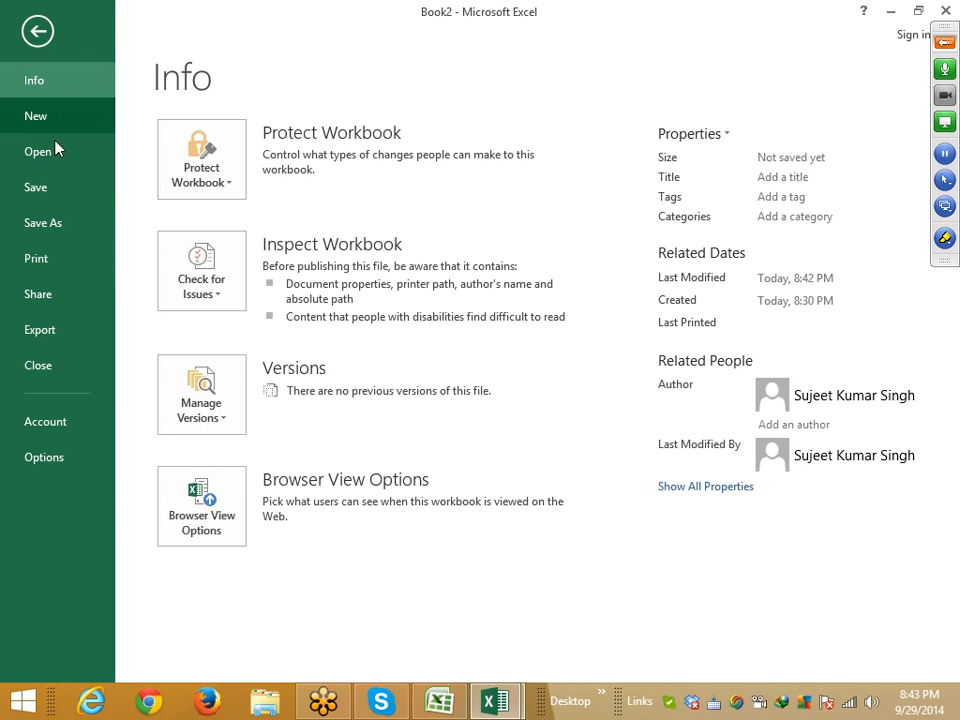 Book2 - Microsoft Excel
?
Sign in
Info
New
Open
Save
Save As
Print
Share
Export
Close
Account
Options
Info
Protect
Workbook
Protect Workbook
Control what types of changes people can make to this
workbook.
Check for
Issues
Inspect Workbook
Before publishing this file, be aware that it contains:
Document properties, printer path, author's name and
absolute path
Content that people with disabilities find difficult to read
Manage
Versions
Versions
There are no previous versions of this file.
Browser View
Options
Browser View Options
Pick what users can see when this workbook is viewed on the
Web.
Properties
Size Not saved yet
Title Add a title
Tags Add a tag
Categories Add a category
Related Dates
Last Modified Today, 8:42 PM
Created Today, 8:30 PM
Last Printed
Related People
Author Sujeet Kumar Singh
Add an author
Last Modified By Sujeet Kumar Singh
Show All Properties
Desktop
»
Links
8:43 PM
9/29/2014